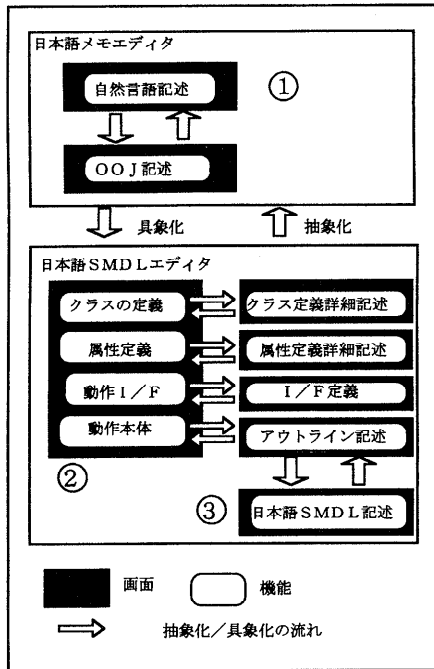 日本語メモエディタ
自然言語記述
①
ＯＯＪ記述
具象化
抽象化
日本語ＳＭＤＬエディタ
クラスの定義
クラス定義詳細記述
属性定義
属性定義詳細記述
動作Ｉ／Ｆ
Ｉ／Ｆ定義
動作本体
アウトライン記述
②
③
日本語ＳＭＤＬ記述
画面
機能
抽象化／具象化の流れ